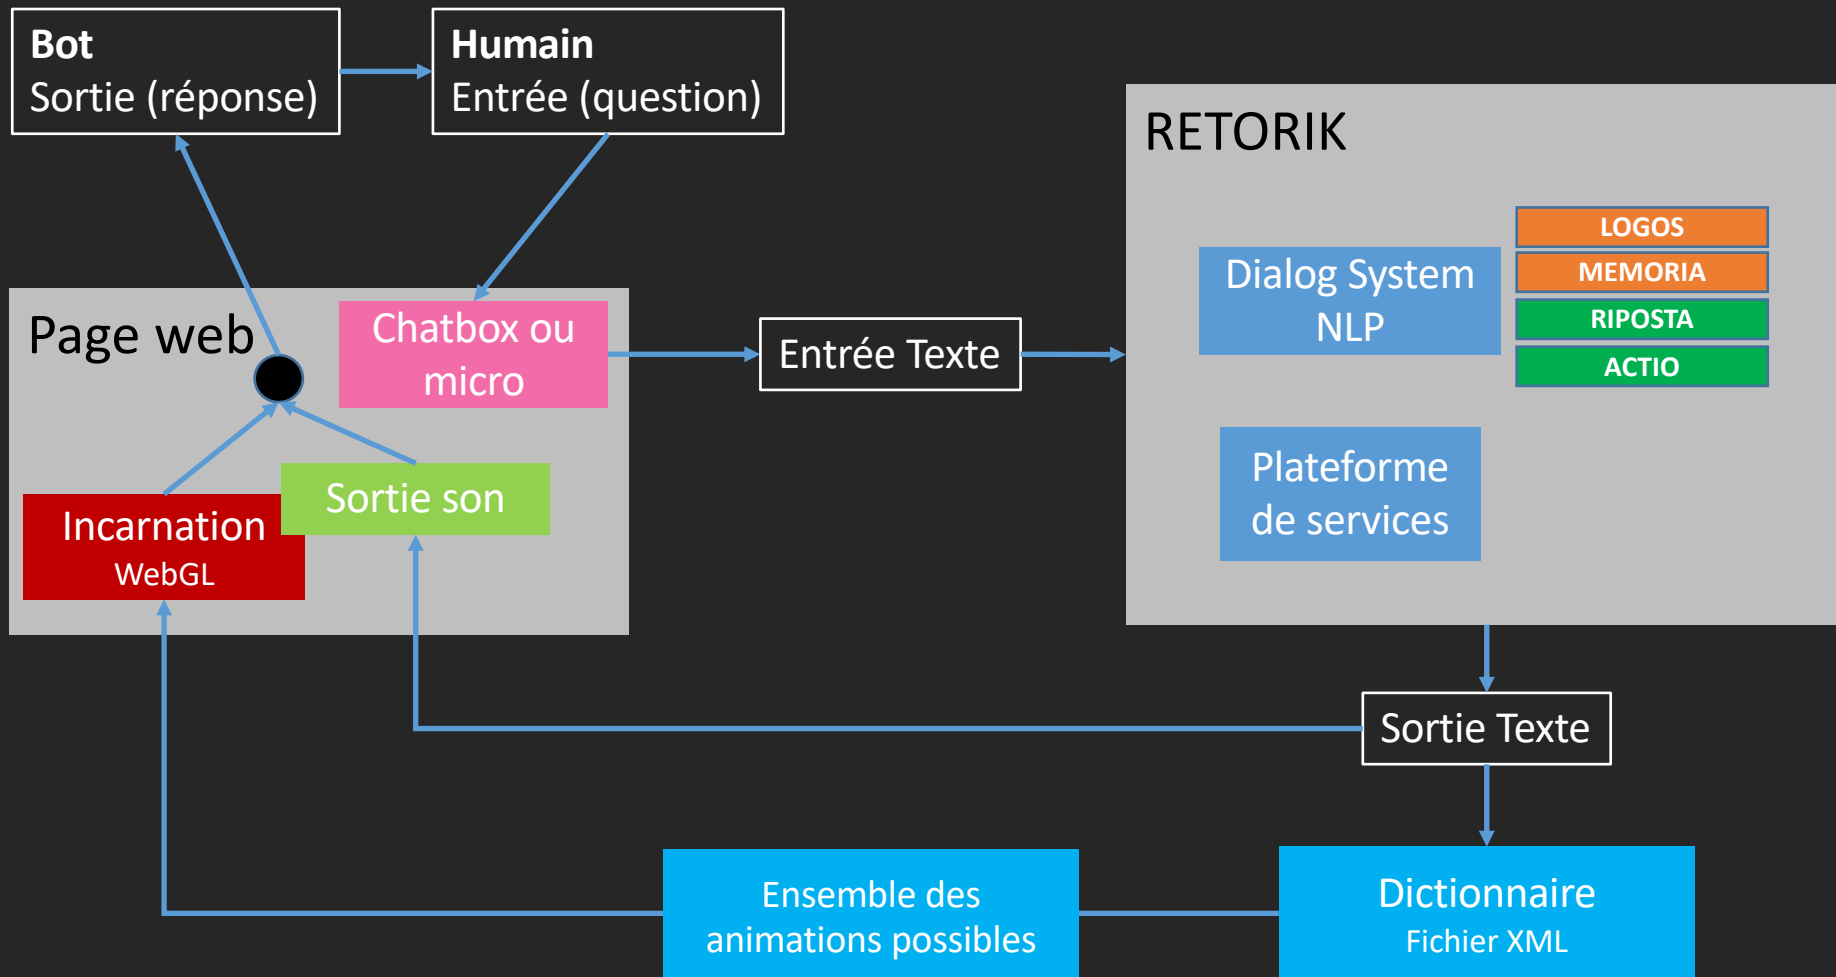 Bot
Sortie (réponse)
Humain
Entrée (question)
RETORIK
LOGOS
MEMORIA
RIPOSTA
ACTIO
Dialog System
NLP
Plateforme
de services
Page web
Chatbox ou
micro
Entrée Texte
Sortie son
Incarnation
WebGL
Sortie Texte
Ensemble des
animations possibles
Dictionnaire
Fichier XML